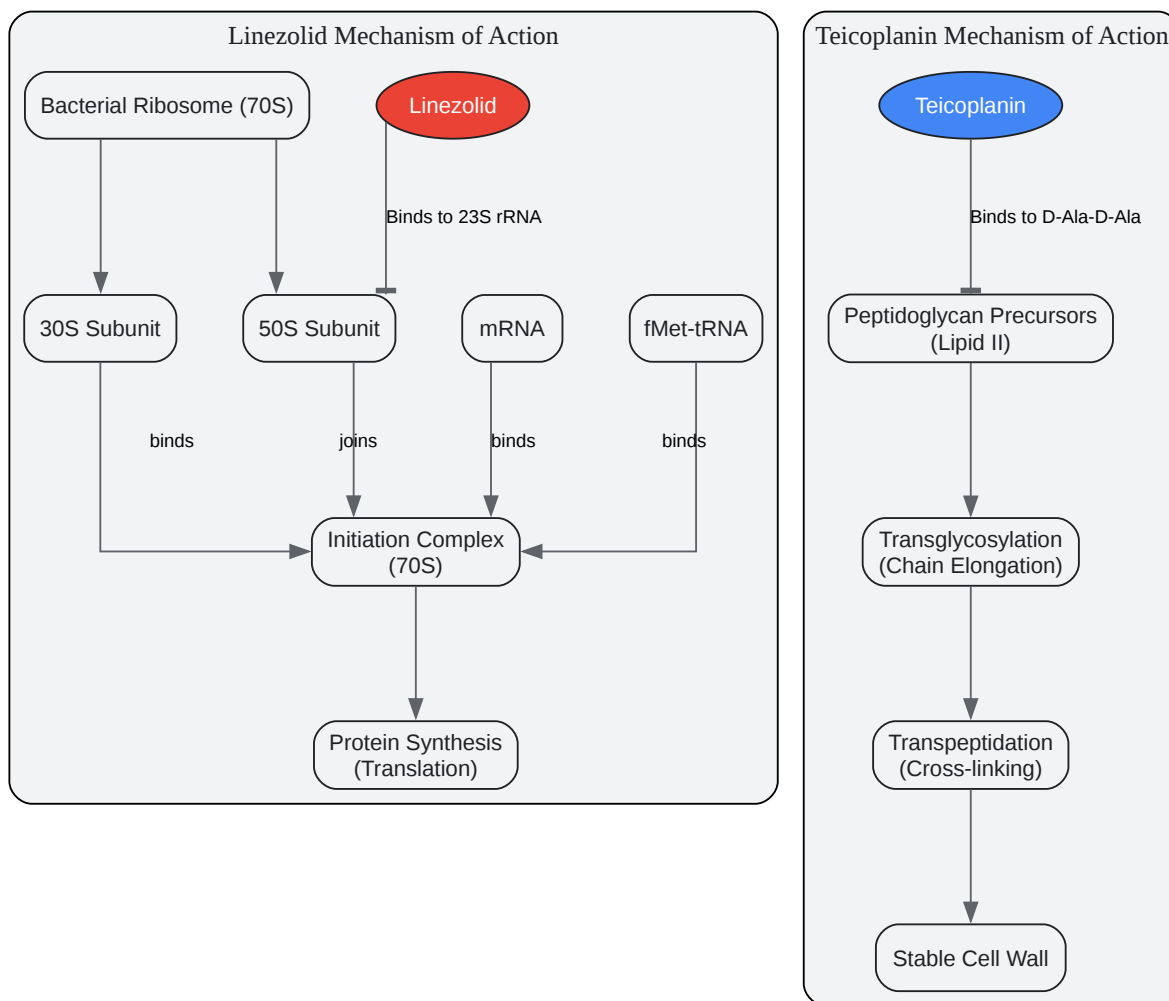 Linezolid Mechanism of Action
Bacterial Ribosome (70S)
Linezolid
Binds to 23S rRNA
30S Subunit
50S Subunit
mRNA
fMet-tRNA
binds
joins
binds
binds
Initiation Complex
(70S)
Protein Synthesis
(Translation)
Teicoplanin Mechanism of Action
Teicoplanin
Binds to D-Ala-D-Ala
Peptidoglycan Precursors
(Lipid II)
Transglycosylation
(Chain Elongation)
Transpeptidation
(Cross-linking)
Stable Cell Wall